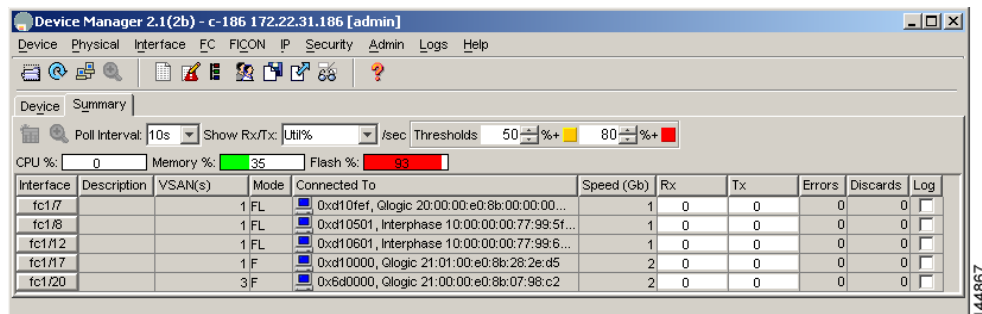 Device Manager 2.1(2b) - c-186 172.22.31.186 [admin]
Device Physical Interface FC FICON IP Security Admin Logs Help
Device Summary
Poll Interval: 10s Show Rx/Tx: Util% /sec Thresholds 50 %+ 80 %+
CPU %: 0 Memory %: 35 Flash %: 93
Interface Description VSAN(s) Mode Connected To Speed (Gb) Rx Tx Errors Discards Log
fc1/7 1 FL 0xd10fef, Qlogic 20:00:00:e0:8b:00:00:00... 1 0 0 0 0
fc1/8 1 FL 0xd10501, Interphase 10:00:00:00:77:99:5f... 1 0 0 0 0
fc1/12 1 FL 0xd10601, Interphase 10:00:00:00:77:99:6... 1 0 0 0 0
fc1/17 1 F 0xd10000, Qlogic 21:01:00:e0:8b:28:2e:d5 2 0 0 0 0
fc1/20 3 F 0x6d0000, Qlogic 21:00:00:e0:8b:07:98:c2 2 0 0 0 0
144867